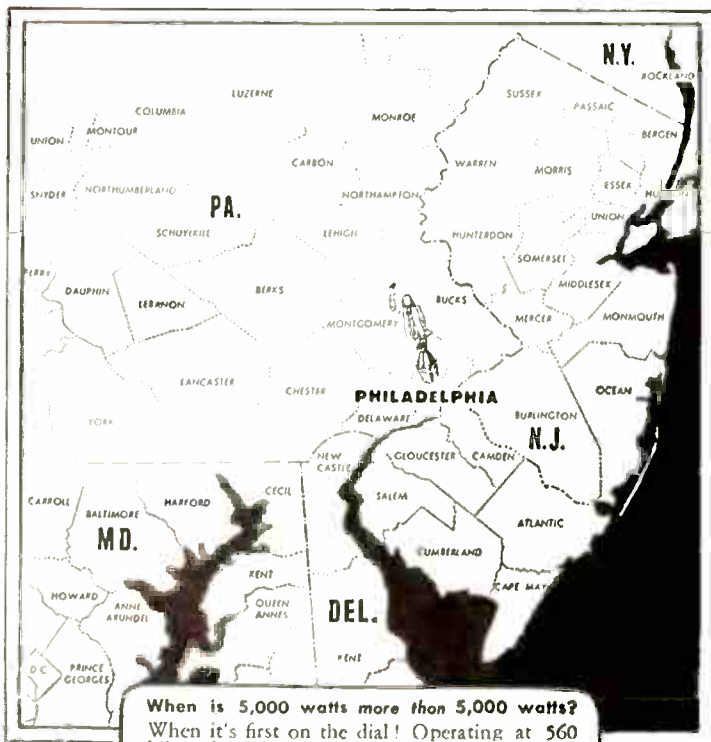 N.Y.
ROCKLAND
SUSSEX
PASSAIC
LUZERNE
COLUMBIA
MONROE
BERGEN
UNION
MONTOUR
CARBON
WARREN
MORRIS
ESSEX
SNYDER
NORTHUMBERLAND
NORTHAMPTON
PA.
UNION
SCHUYLKILL
LEHIGH
HUNTERDON
SOMERSET
PERRY
DAUPHIN
LEBANON
BERKS
BUCKS
MIDDLESEX
MONTGOMERY
MERCER
MONMOUTH
LANCASTER
CHESTER
PHILADELPHIA
OCEAN
YORK
DELAWARE
BURLINGTON
N.J.
NEW CASTLE
GLOUCESTER
CAMDEN
CARROLL
BALTIMORE
HARFORD
CECIL
SALEM
ATLANTIC
MD.
CUMBERLAND
KENT
CAPE MAY
HOWARD
ANNE ARUNDEL
QUEEN ANNES
DEL.
D C
PRINCE GEORGES
KENT
When is 5,000 watts more than 5,000 watts?
When it's first on the dial! Operating at 560